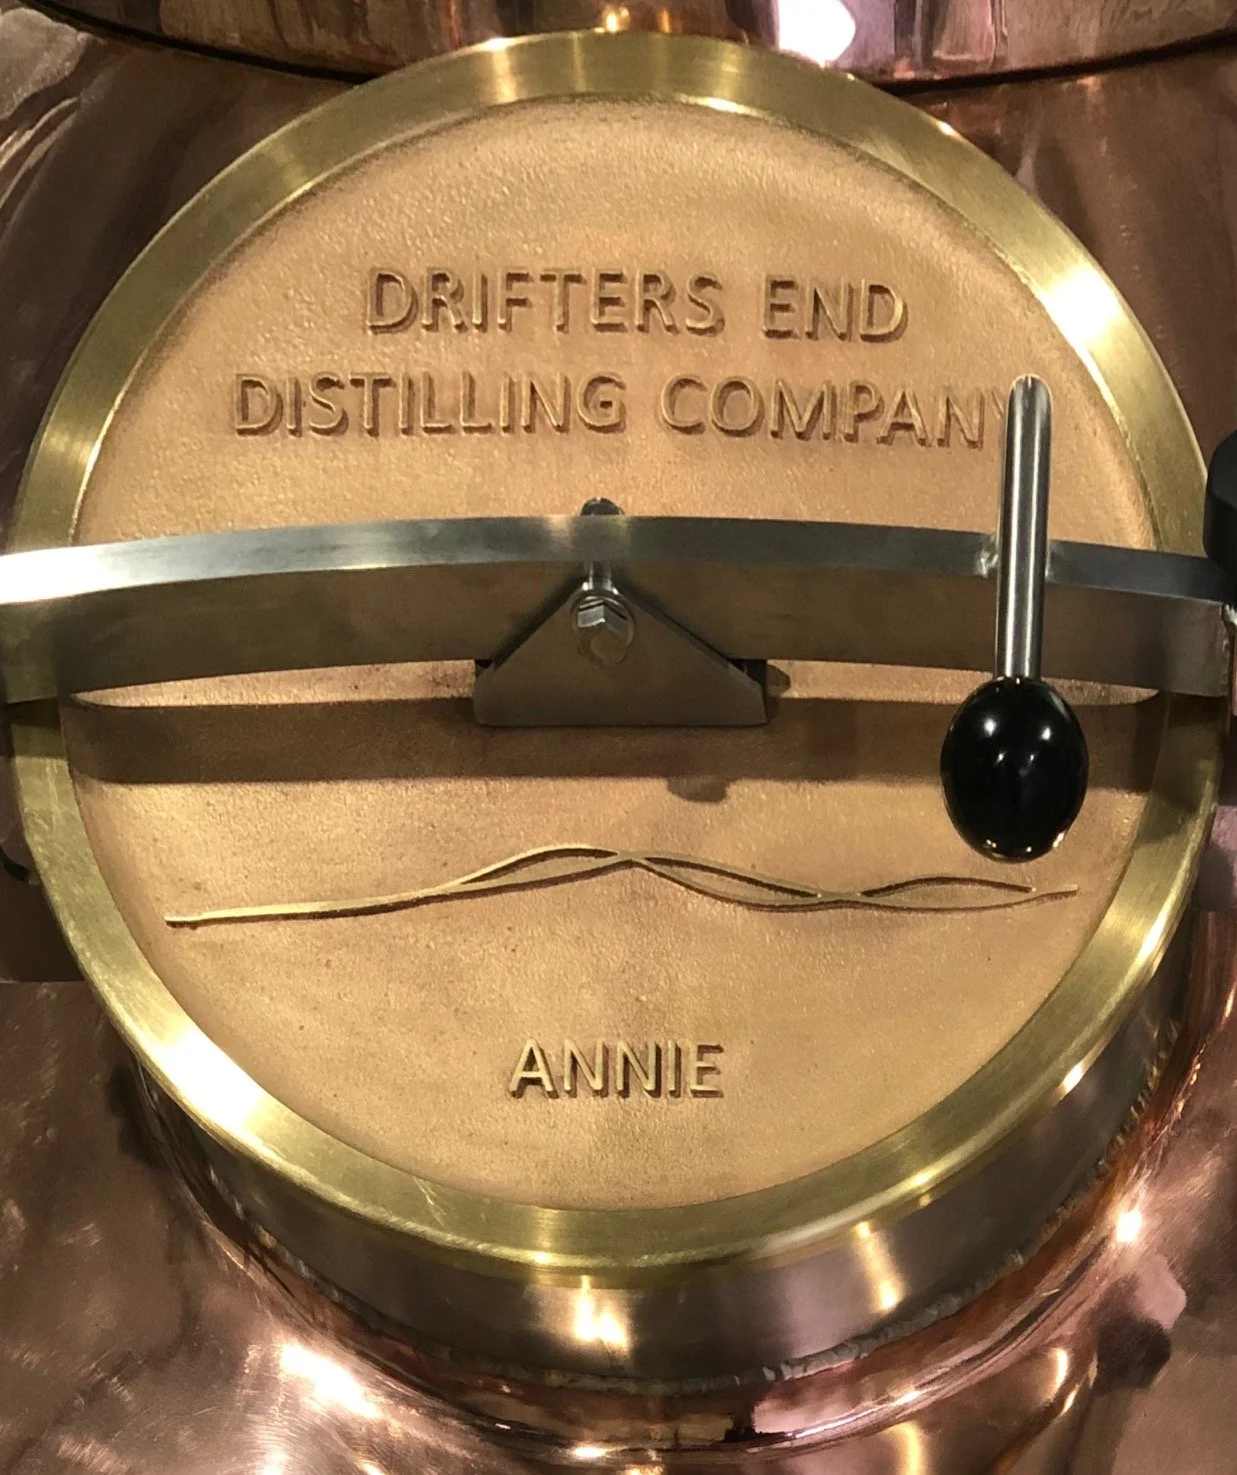 DRIFTERS END
DISTILLING COMPANY
ANNIE